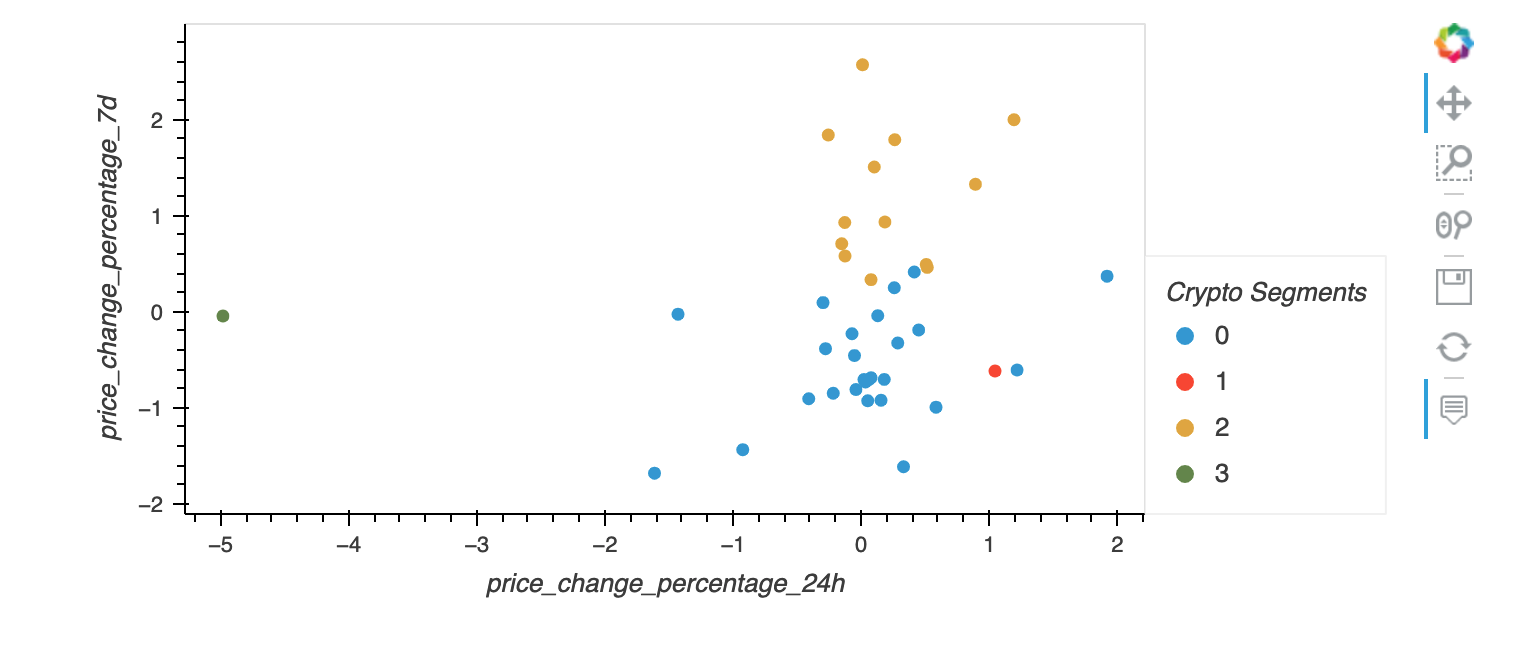 price_change_percentage_7d
2
1
0
−1
−2
−5 −4 −3 −2 −1 0 1 2
price_change_percentage_24h
Crypto Segments
0
1
2
3